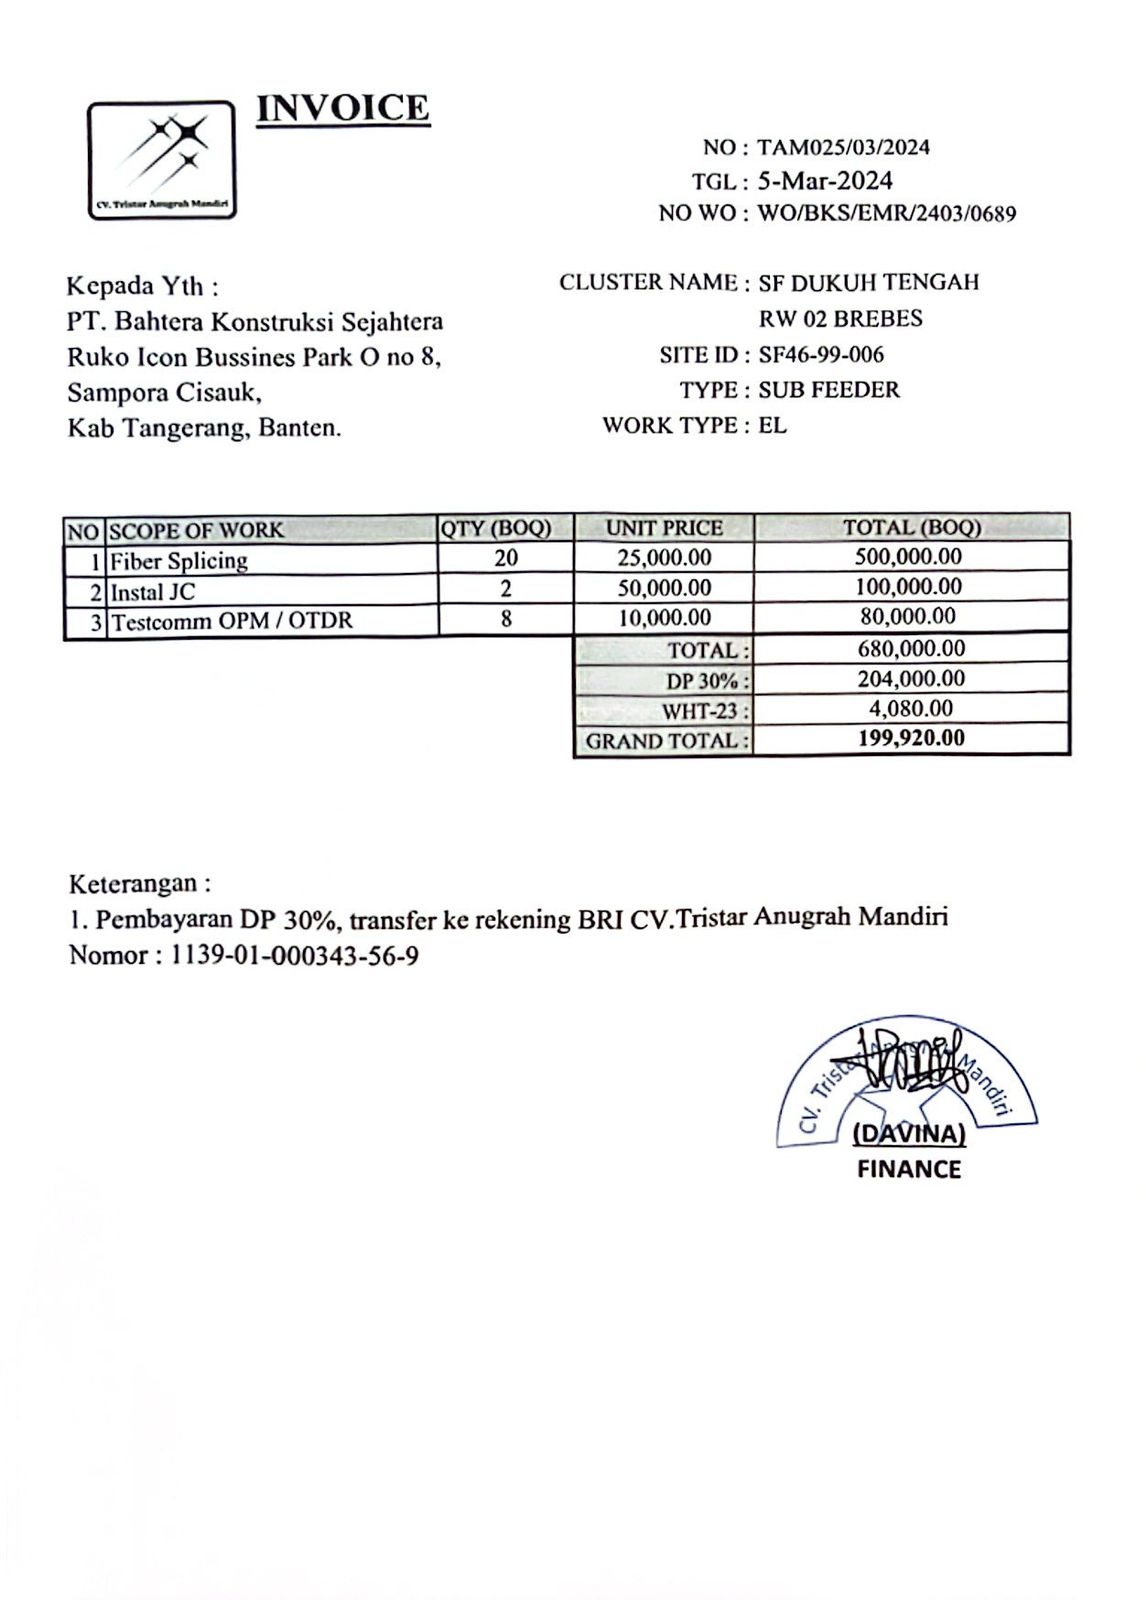 INVOICE
CV. Tristar Anugrah Mandiri
NO : TAM025/03/2024
TGL : 5-Mar-2024
NO WO : WO/BKS/EMR/2403/0689
Kepada Yth :
PT. Bahtera Konstruksi Sejahtera
Ruko Icon Bussines Park O no 8,
Sampora Cisauk,
Kab Tangerang, Banten.
CLUSTER NAME : SF DUKUH TENGAH
RW 02 BREBES
SITE ID : SF46-99-006
TYPE : SUB FEEDER
WORK TYPE : EL
NO SCOPE OF WORK QTY (BOQ) UNIT PRICE TOTAL (BOQ)
1 Fiber Splicing 20 25,000.00 500,000.00
2 Instal JC 2 50,000.00 100,000.00
3 Testcomm OPM / OTDR 8 10,000.00 80,000.00
TOTAL : 680,000.00
DP 30% : 204,000.00
WHT-23 : 4,080.00
GRAND TOTAL : 199,920.00
Keterangan :
1. Pembayaran DP 30%, transfer ke rekening BRI CV.Tristar Anugrah Mandiri
Nomor : 1139-01-000343-56-9
CV. Tristar Anugrah Mandiri
(DAVINA)
FINANCE